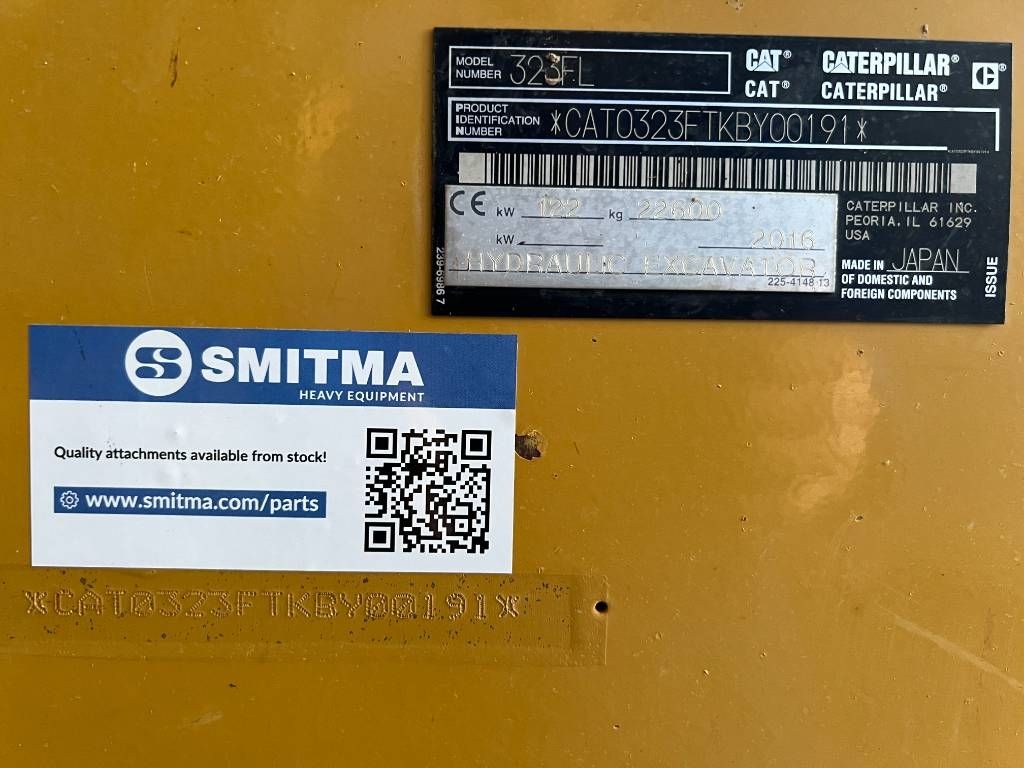 MODEL NUMBER 323FL
CAT® CATERPILLAR®
CAT® CATERPILLAR®
PRODUCT IDENTIFICATION NUMBER *CAT0323FTKBY00191*
CE kW 122 kg 22600
kW 2016
HYDRAULIC EXCAVATOR
225-4148 13
239-6986 7
CATERPILLAR INC.
PEORIA, IL 61629
USA
MADE IN JAPAN
OF DOMESTIC AND
FOREIGN COMPONENTS
ISSUE
SMITMA
HEAVY EQUIPMENT
Quality attachments available from stock!
www.smitma.com/parts
*CAT0323FTKBY00191*